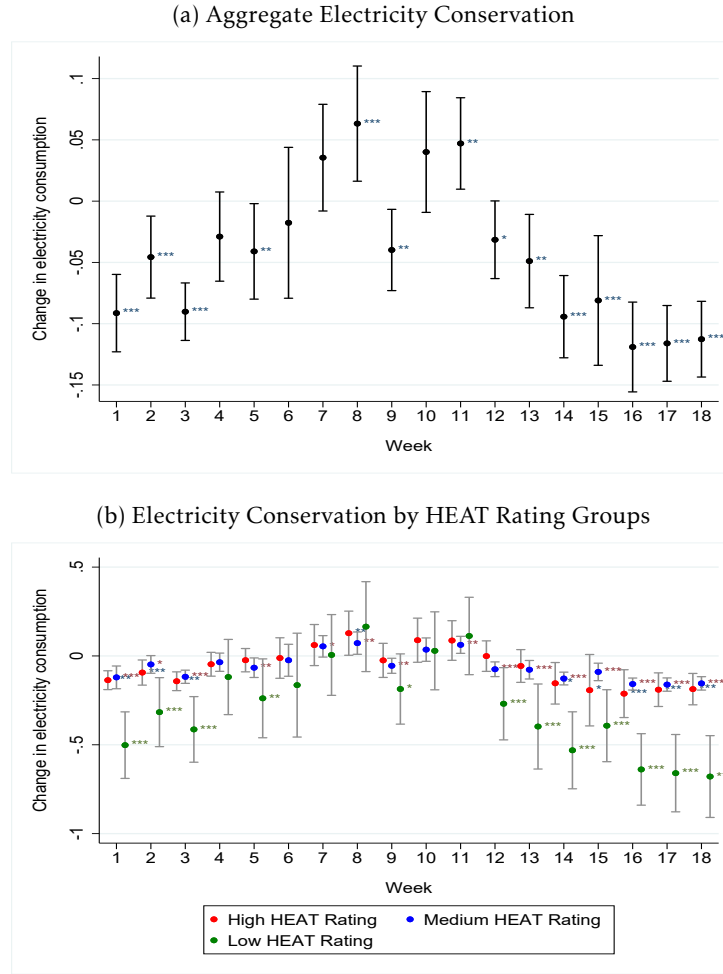 (a) Aggregate Electricity Conservation
Change in electricity consumption
.1
.05
0
-.05
-.1
-.15
***
***
***
**
***
**
**
*
**
***
***
***
***
***
1 2 3 4 5 6 7 8 9 10 11 12 13 14 15 16 17 18
Week
(b) Electricity Conservation by HEAT Rating Groups
Change in electricity consumption
.5
0
-.5
-1
1 2 3 4 5 6 7 8 9 10 11 12 13 14 15 16 17 18
Week
High HEAT Rating Medium HEAT Rating
Low HEAT Rating